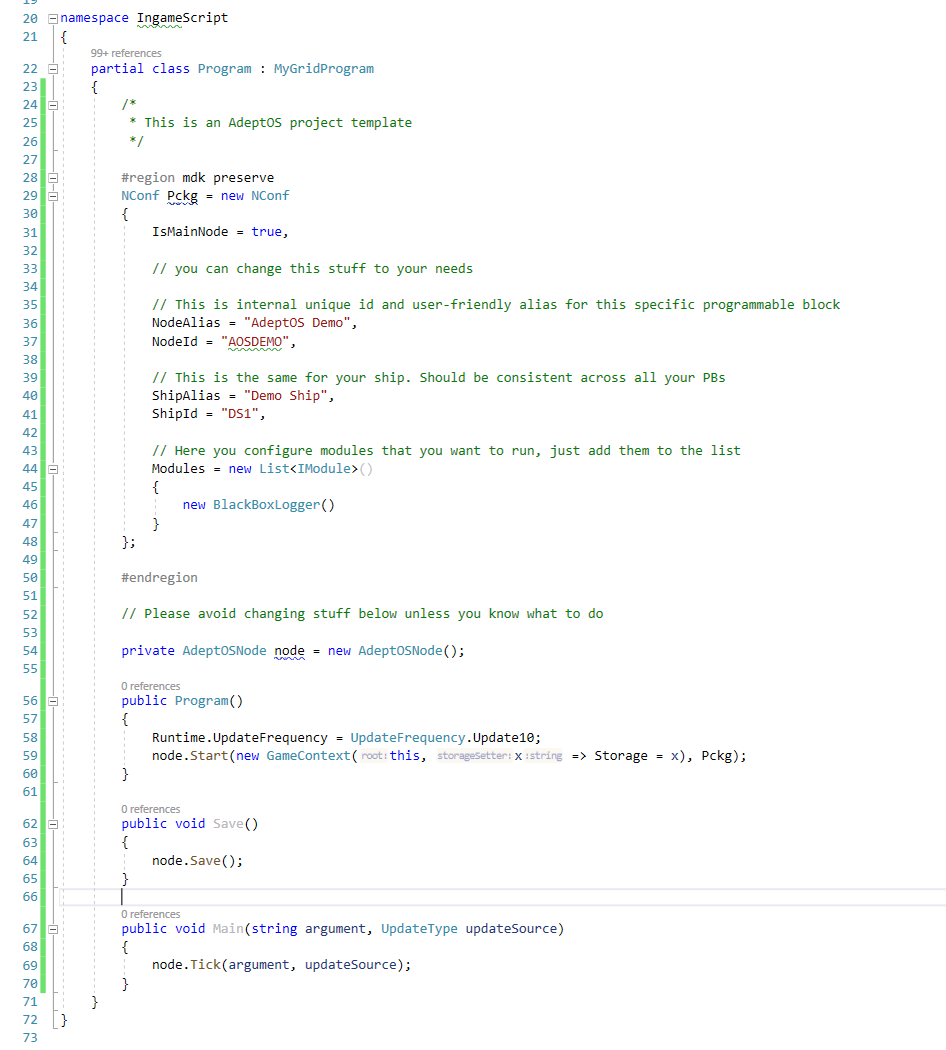 19
20 namespace IngameScript
21 {
99+ references
22 partial class Program : MyGridProgram
23 {
24 /*
25 * This is an AdeptOS project template
26 */
27
28 #region mdk preserve
29 NConf Pckg = new NConf
30 {
31 IsMainNode = true,
32
33 // you can change this stuff to your needs
34
35 // This is internal unique id and user-friendly alias for this specific programmable block
36 NodeAlias = "AdeptOS Demo",
37 NodeId = "AOSDEMO",
38
39 // This is the same for your ship. Should be consistent across all your PBs
40 ShipAlias = "Demo Ship",
41 ShipId = "DS1",
42
43 // Here you configure modules that you want to run, just add them to the list
44 Modules = new List<IModule>()
45 {
46 new BlackBoxLogger()
47 }
48 };
49
50 #endregion
51
52 // Please avoid changing stuff below unless you know what to do
53
54 private AdeptOSNode node = new AdeptOSNode();
55
0 references
56 public Program()
57 {
58 Runtime.UpdateFrequency = UpdateFrequency.Update10;
59 node.Start(new GameContext(root: this, storageSetter: x :string => Storage = x), Pckg);
60 }
61
0 references
62 public void Save()
63 {
64 node.Save();
65 }
66
0 references
67 public void Main(string argument, UpdateType updateSource)
68 {
69 node.Tick(argument, updateSource);
70 }
71 }
72 }
73